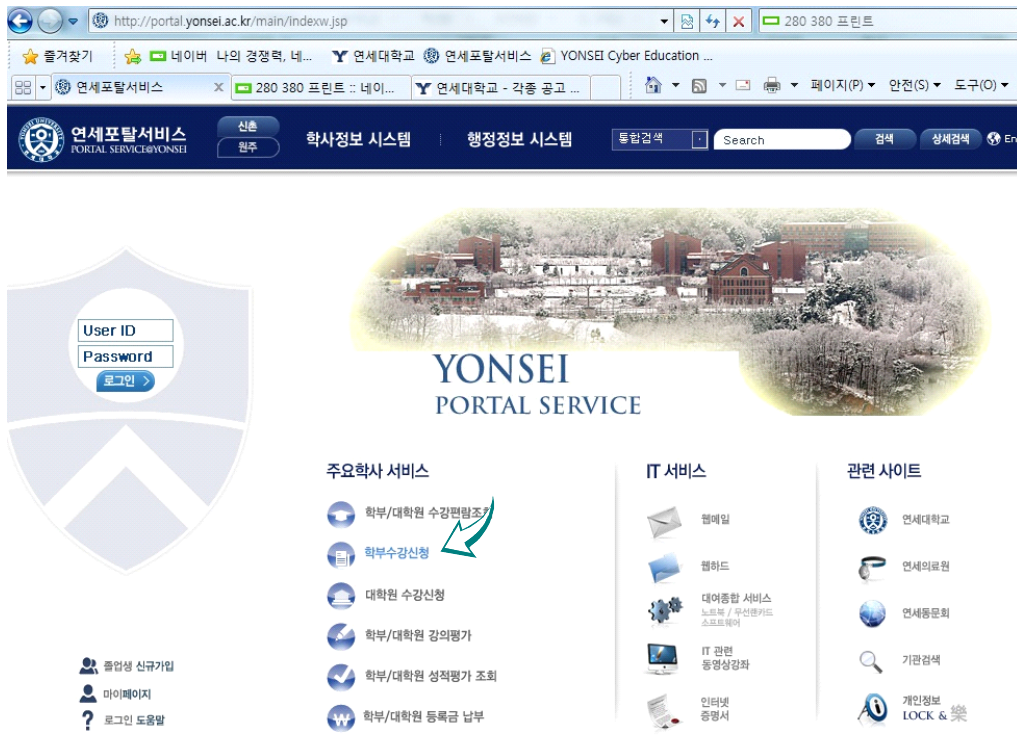 http://portal.yonsei.ac.kr/main/indexw.jsp
280 380 프린트
즐겨찾기
네이버 나의 경쟁력, 네...
연세대학교
연세포탈서비스
YONSEI Cyber Education ...
연세포탈서비스
280 380 프린트 :: 네이...
연세대학교 - 각종 공고 ...
페이지(P)
안전(S)
도구(O)
연세포탈서비스
PORTAL SERVICE@YONSEI
신촌
원주
학사정보 시스템
행정정보 시스템
통합검색
Search
검색
상세검색
En
User ID
Password
로그인
YONSEI
PORTAL SERVICE
주요학사 서비스
학부/대학원 수강편람조회
학부수강신청
대학원 수강신청
학부/대학원 강의평가
학부/대학원 성적평가 조회
학부/대학원 등록금 납부
IT 서비스
웹메일
웹하드
대여종합 서비스
노트북 / 무선랜카드
소프트웨어
IT 관련
동영상강좌
인터넷
증명서
관련 사이트
연세대학교
연세의료원
연세동문회
기관검색
개인정보
LOCK & 樂
졸업생 신규가입
마이페이지
로그인 도움말